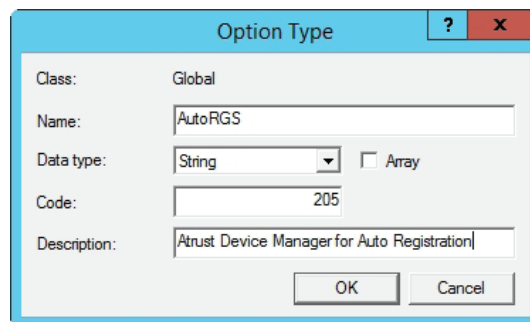 Option Type
? x
Class: Global
Name: AutoRGS
Data type: String Array
Code: 205
Description: Atrust Device Manager for Auto Registration
OK Cancel